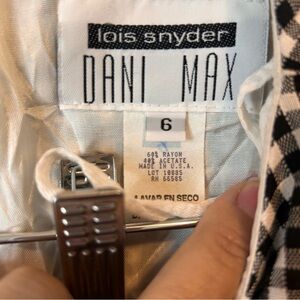 lois snyder
DANI MAX
6
60% RAYON
40% ACETATE
MADE IN U.S.A.
LOT 10885
RN 66585
LAVAR EN SECO